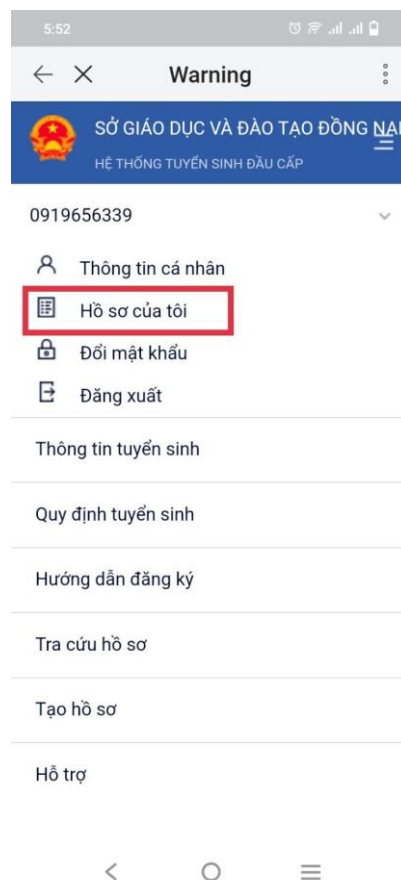 5:52
Warning
SỞ GIÁO DỤC VÀ ĐÀO TẠO ĐỒNG NAI
HỆ THỐNG TUYỂN SINH ĐẦU CẤP
0919656339
Thông tin cá nhân
Hồ sơ của tôi
Đổi mật khẩu
Đăng xuất
Thông tin tuyển sinh
Quy định tuyển sinh
Hướng dẫn đăng ký
Tra cứu hồ sơ
Tạo hồ sơ
Hỗ trợ